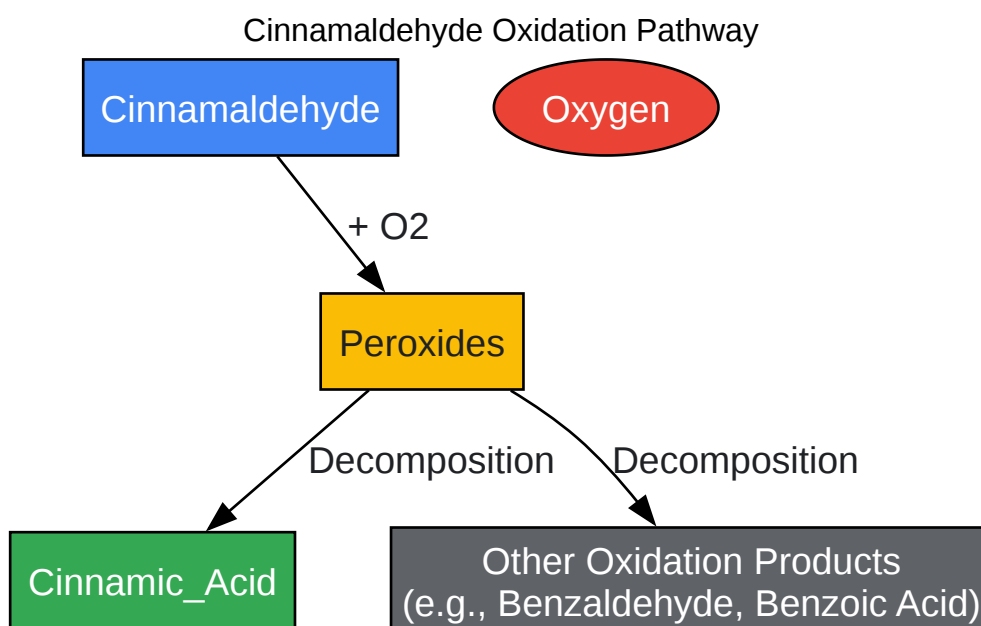 Cinnamaldehyde Oxidation Pathway
Cinnamaldehyde
Oxygen
+ O2
Peroxides
Decomposition
Decomposition
Cinnamic_Acid
Other Oxidation Products
(e.g., Benzaldehyde, Benzoic Acid)